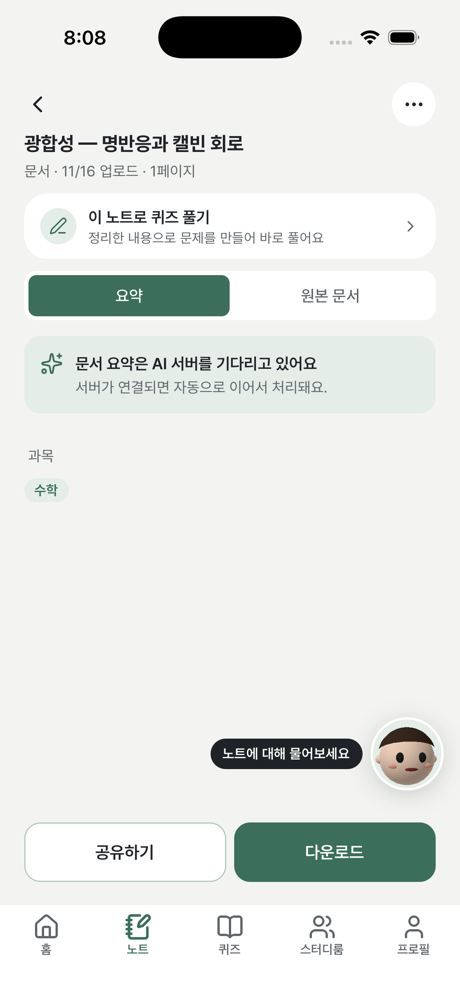 8:08
광합성 — 명반응과 캘빈 회로
문서 · 11/16 업로드 · 1페이지
이 노트로 퀴즈 풀기
정리한 내용으로 문제를 만들어 바로 풀어요
요약
원본 문서
문서 요약은 AI 서버를 기다리고 있어요
서버가 연결되면 자동으로 이어서 처리돼요.
과목
수학
노트에 대해 물어보세요
공유하기
다운로드
홈
노트
퀴즈
스터디룸
프로필